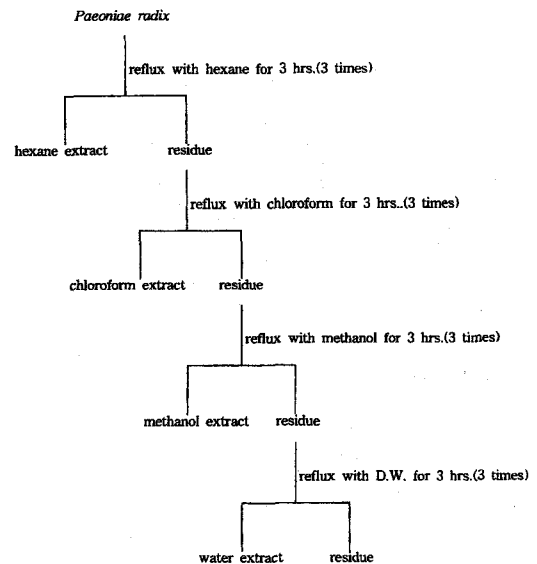 Paeoniae radix
reflux with hexane for 3 hrs.(3 times)
hexane extract residue
reflux with chloroform for 3 hrs..(3 times)
chloroform extract residue
reflux with methanol for 3 hrs.(3 times)
methanol extract residue
reflux with D.W. for 3 hrs.(3 times)
water extract residue